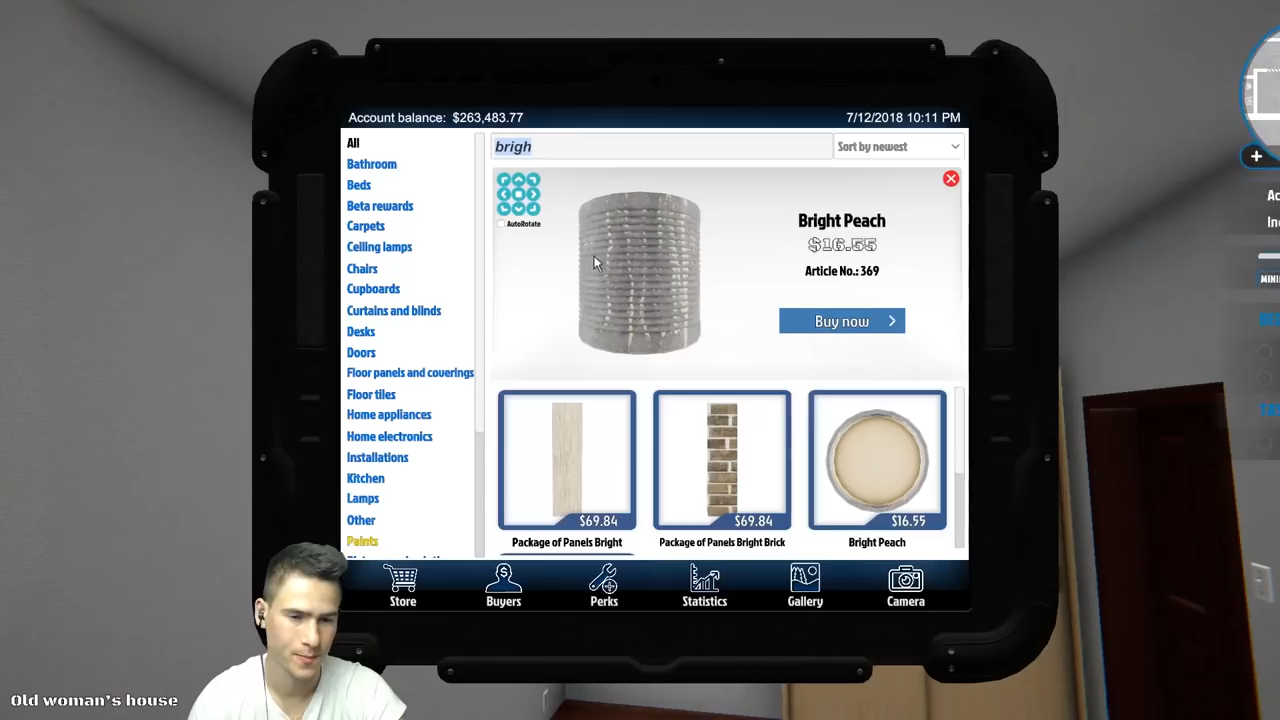 Account balance: $263,483.77
7/12/2018 10:11 PM
All
Bathroom
Beds
Beta rewards
Carpets
Ceiling lamps
Chairs
Cupboards
Curtains and blinds
Desks
Doors
Floor panels and coverings
Floor tiles
Home appliances
Home electronics
Installations
Kitchen
Lamps
Other
Paints
brigh
Sort by newest
AutoRotate
Bright Peach
$16.55
Article No.: 369
Buy now
$69.84
$69.84
$16.55
Package of Panels Bright
Package of Panels Bright Brick
Bright Peach
Store
Buyers
Perks
Statistics
Gallery
Camera
Old woman's house